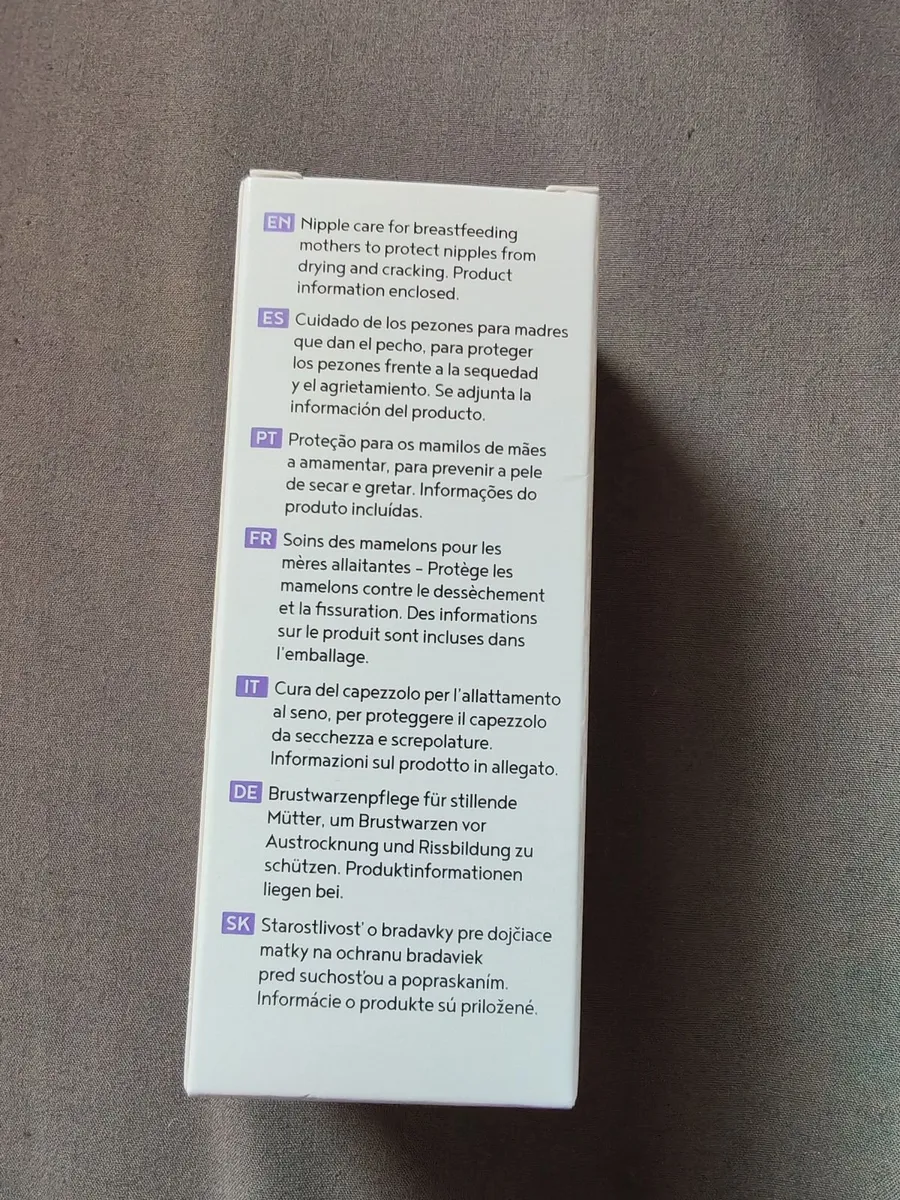 EN Nipple care for breastfeeding
mothers to protect nipples from
drying and cracking. Product
information enclosed.
ES Cuidado de los pezones para madres
que dan el pecho, para proteger
los pezones frente a la sequedad
y el agrietamiento. Se adjunta la
información del producto.
PT Proteção para os mamilos de mães
a amamentar, para prevenir a pele
de secar e gretar. Informações do
produto incluídas.
FR Soins des mamelons pour les
mères allaitantes – Protège les
mamelons contre le dessèchement
et la fissuration. Des informations
sur le produit sont incluses dans
l'emballage.
IT Cura del capezzolo per l'allattamento
al seno, per proteggere il capezzolo
da secchezza e screpolature.
Informazioni sul prodotto in allegato.
DE Brustwarzenpflege für stillende
Mütter, um Brustwarzen vor
Austrocknung und Rissbildung zu
schützen. Produktinformationen
liegen bei.
SK Starostlivosť o bradavky pre dojčiace
matky na ochranu bradaviek
pred suchosťou a popraskaním.
Informácie o produkte sú priložené.